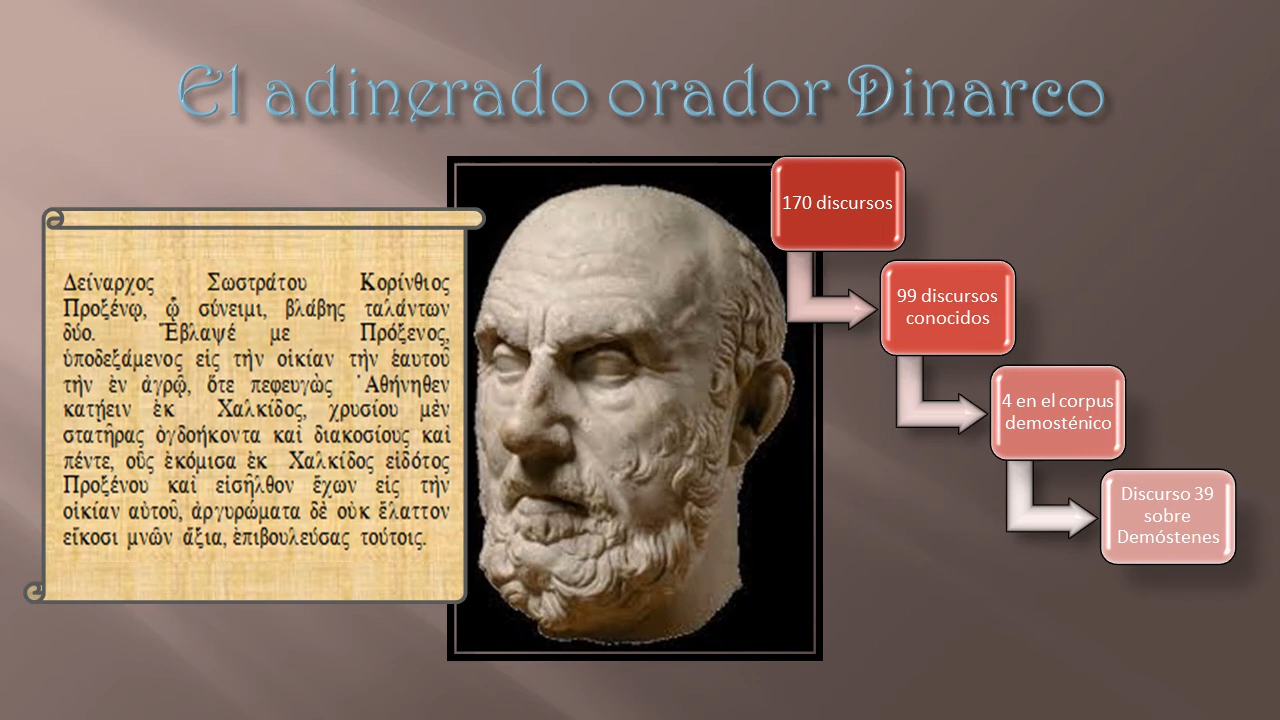 El adinerado orador Dinarco
Δείναρχος Σωστράτου Κορίνθιος
Προξένῳ, ᾧ σύνειμι, βλάβης ταλάντων
δύο. Ἔβλαψέ με Πρόξενος,
ὑποδεξάμενος εἰς τὴν οἰκίαν τὴν ἑαυτοῦ
τὴν ἐν ἀγρῷ, ὅτε πεφευγὼς Ἀθήνηθεν
κατῄειν ἐκ Χαλκίδος, χρυσίου μὲν
στατῆρας ὀγδοήκοντα καὶ διακοσίους καὶ
πέντε, οὓς ἐκόμισα ἐκ Χαλκίδος εἰδότος
Προξένου καὶ εἰσῆλθον ἔχων εἰς τὴν
οἰκίαν αὐτοῦ, ἀργυρώματα δὲ οὐκ ἔλαττον
εἴκοσι μνῶν ἄξια, ἐπιβουλεύσας τούτοις.
170 discursos
99 discursos
conocidos
4 en el corpus
demosténico
Discurso 39
sobre
Demóstenes